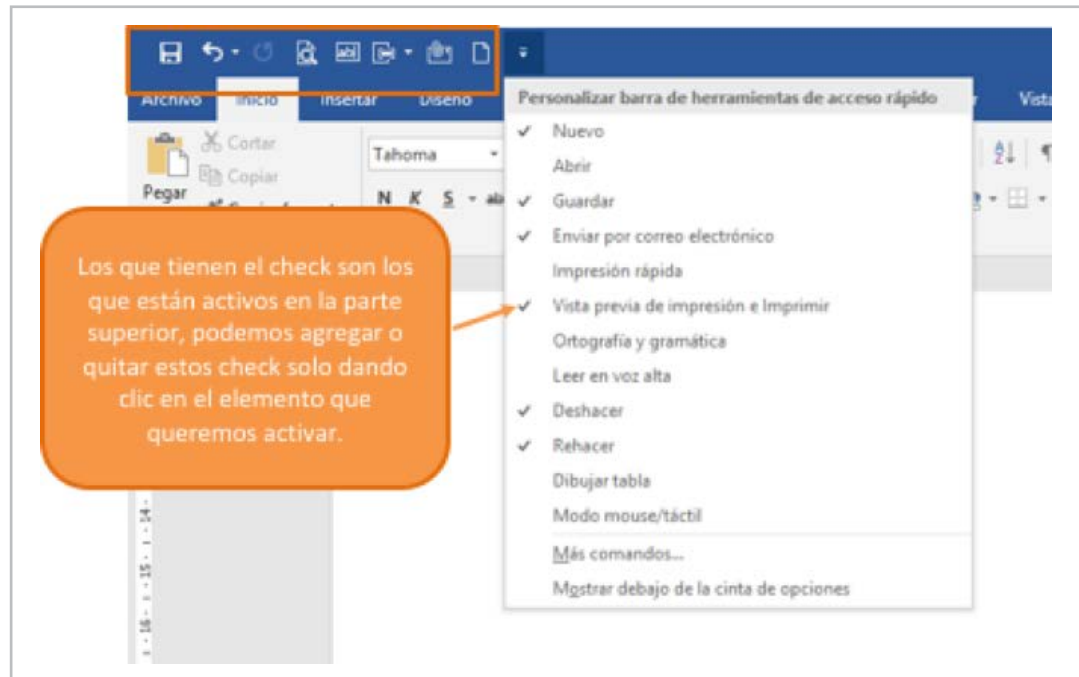 Archivo Inicio Insertar Diseño
Vista
Personalizar barra de herramientas de acceso rápido
Cortar
Copiar
Pegar
Tahoma
N K S
Nuevo
Abrir
Guardar
Enviar por correo electrónico
Impresión rápida
Vista previa de impresión e Imprimir
Ortografía y gramática
Leer en voz alta
Deshacer
Rehacer
Dibujar tabla
Modo mouse/táctil
Más comandos...
Mostrar debajo de la cinta de opciones
Los que tienen el check son los
que están activos en la parte
superior, podemos agregar o
quitar estos check solo dando
clic en el elemento que
queremos activar.
14
15
16